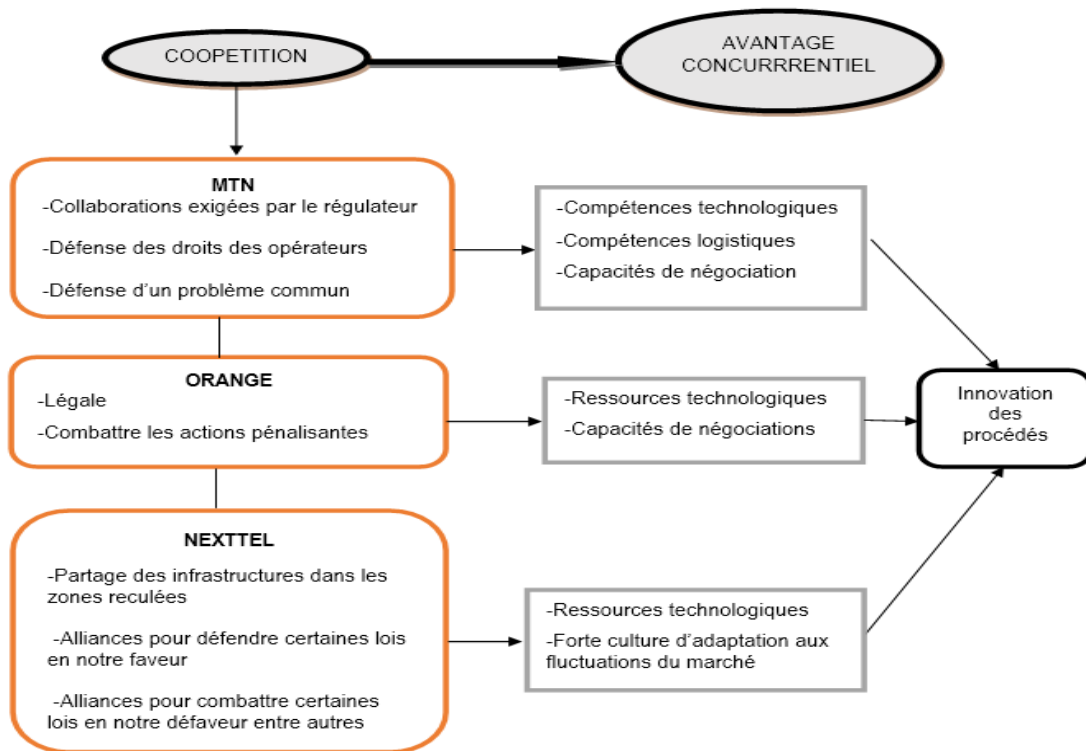 COOPETITION
AVANTAGE
CONCURRRENTIEL
MTN
-Collaborations exigées par le régulateur
-Défense des droits des opérateurs
-Défense d'un problème commun
-Compétences technologiques
-Compétences logistiques
-Capacités de négociation
ORANGE
-Légale
-Combattre les actions pénalisantes
-Ressources technologiques
-Capacités de négociations
Innovation
des
procédés
NEXTTEL
-Partage des infrastructures dans les
zones reculées
-Alliances pour défendre certaines lois
en notre faveur
-Alliances pour combattre certaines
lois en notre défaveur entre autres
-Ressources technologiques
-Forte culture d'adaptation aux
fluctuations du marché